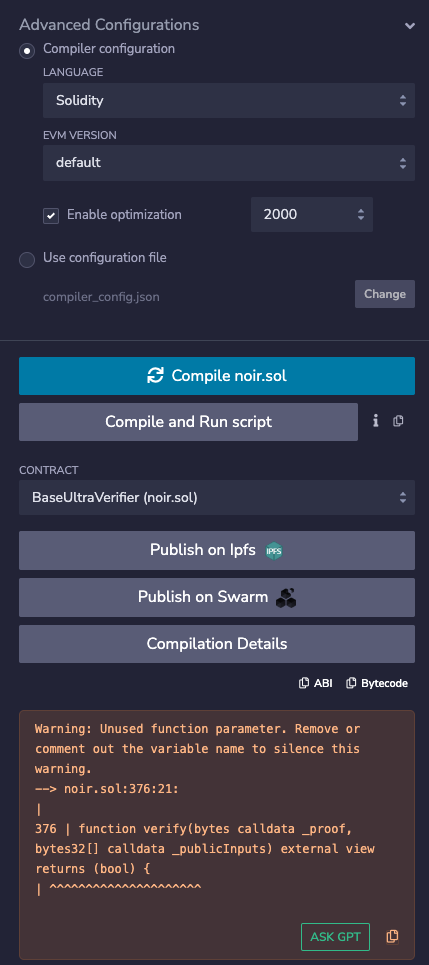 Advanced Configurations
Compiler configuration
LANGUAGE
Solidity
EVM VERSION
default
Enable optimization
2000
Use configuration file
compiler_config.json
Change
Compile noir.sol
Compile and Run script
CONTRACT
BaseUltraVerifier (noir.sol)
Publish on Ipfs
IPFS
Publish on Swarm
Compilation Details
ABI
Bytecode
Warning: Unused function parameter. Remove or
comment out the variable name to silence this
warning.
--> noir.sol:376:21:
|
376 | function verify(bytes calldata _proof,
bytes32[] calldata _publicInputs) external view
returns (bool) {
| ^^^^^^^^^^^^^^^^^^^^^
ASK GPT